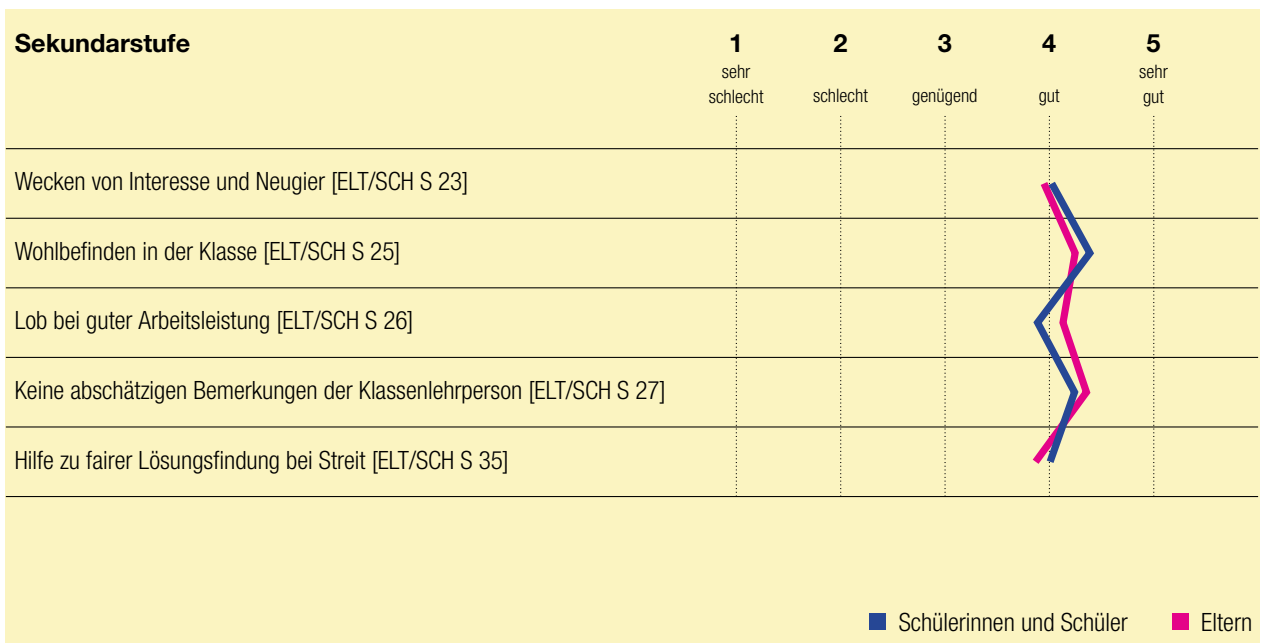 Sekundarstufe
1 2 3 4 5
sehr sehr
schlecht schlecht genügend gut gut
Wecken von Interesse und Neugier [ELT/SCH S 23]
Wohlbefinden in der Klasse [ELT/SCH S 25]
Lob bei guter Arbeitsleistung [ELT/SCH S 26]
Keine abschätzigen Bemerkungen der Klassenlehrperson [ELT/SCH S 27]
Hilfe zu fairer Lösungsfindung bei Streit [ELT/SCH S 35]
Schülerinnen und Schüler Eltern